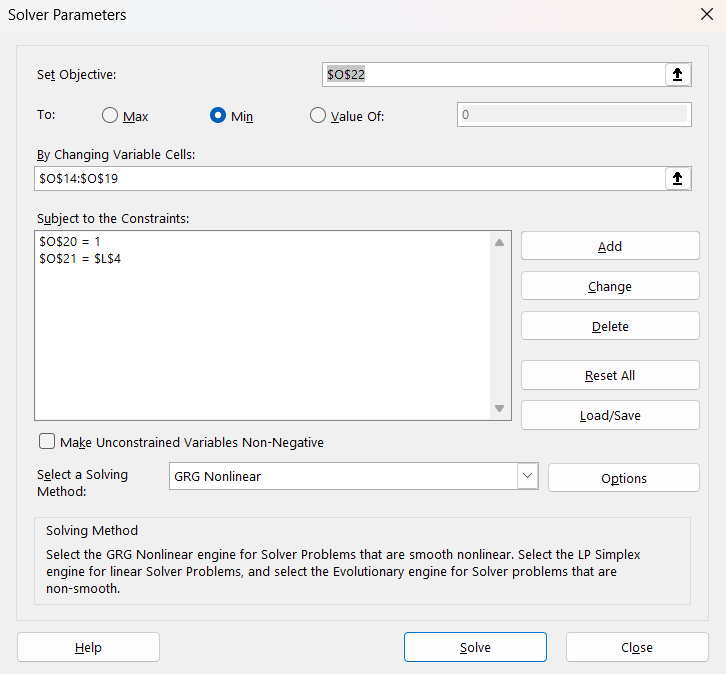 Solver Parameters
Set Objective:
$O$22
To:
Max
Min
Value Of:
0
By Changing Variable Cells:
$O$14:$O$19
Subject to the Constraints:
$O$20 = 1
$O$21 = $L$4
Add
Change
Delete
Reset All
Load/Save
Make Unconstrained Variables Non-Negative
Select a Solving
Method:
GRG Nonlinear
Options
Solving Method
Select the GRG Nonlinear engine for Solver Problems that are smooth nonlinear. Select the LP Simplex
engine for linear Solver Problems, and select the Evolutionary engine for Solver problems that are
non-smooth.
Help
Solve
Close